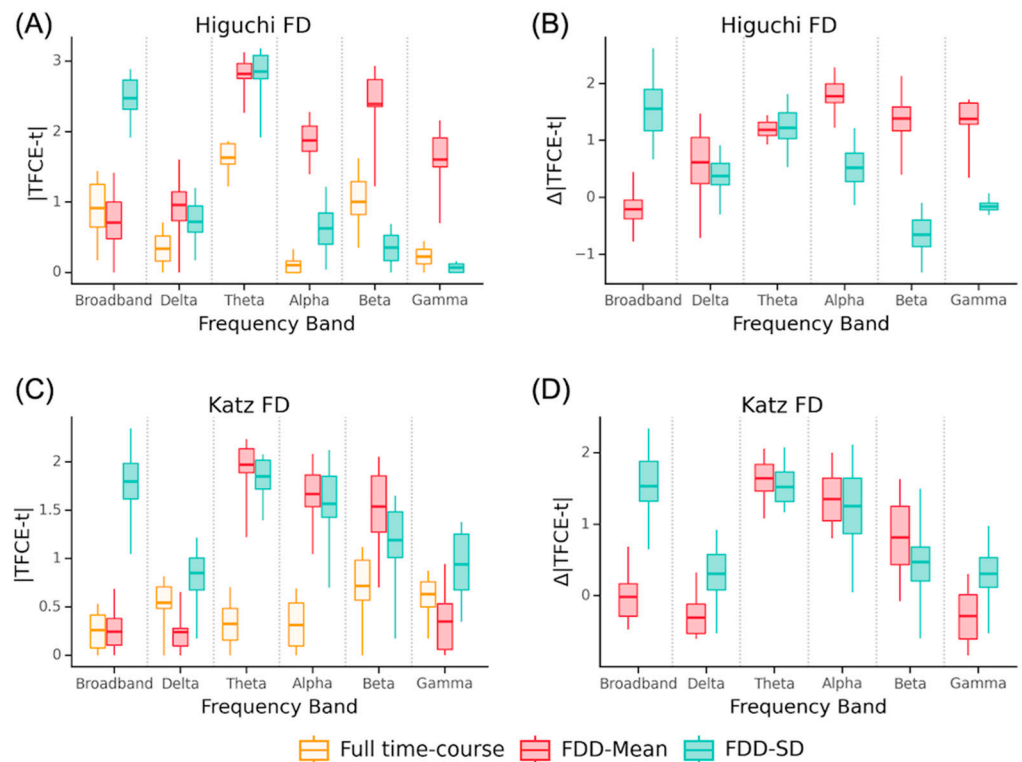 (A)
Higuchi FD
|TFCE-t|
3
2
1
0
Broadband Delta Theta Alpha Beta Gamma
Frequency Band
(B)
Higuchi FD
Δ|TFCE-t|
2
1
0
−1
Broadband Delta Theta Alpha Beta Gamma
Frequency Band
(C)
Katz FD
|TFCE-t|
2
1.5
1
0.5
0
Broadband Delta Theta Alpha Beta Gamma
Frequency Band
(D)
Katz FD
Δ|TFCE-t|
2
1
0
Broadband Delta Theta Alpha Beta Gamma
Frequency Band
Full time-course FDD-Mean FDD-SD